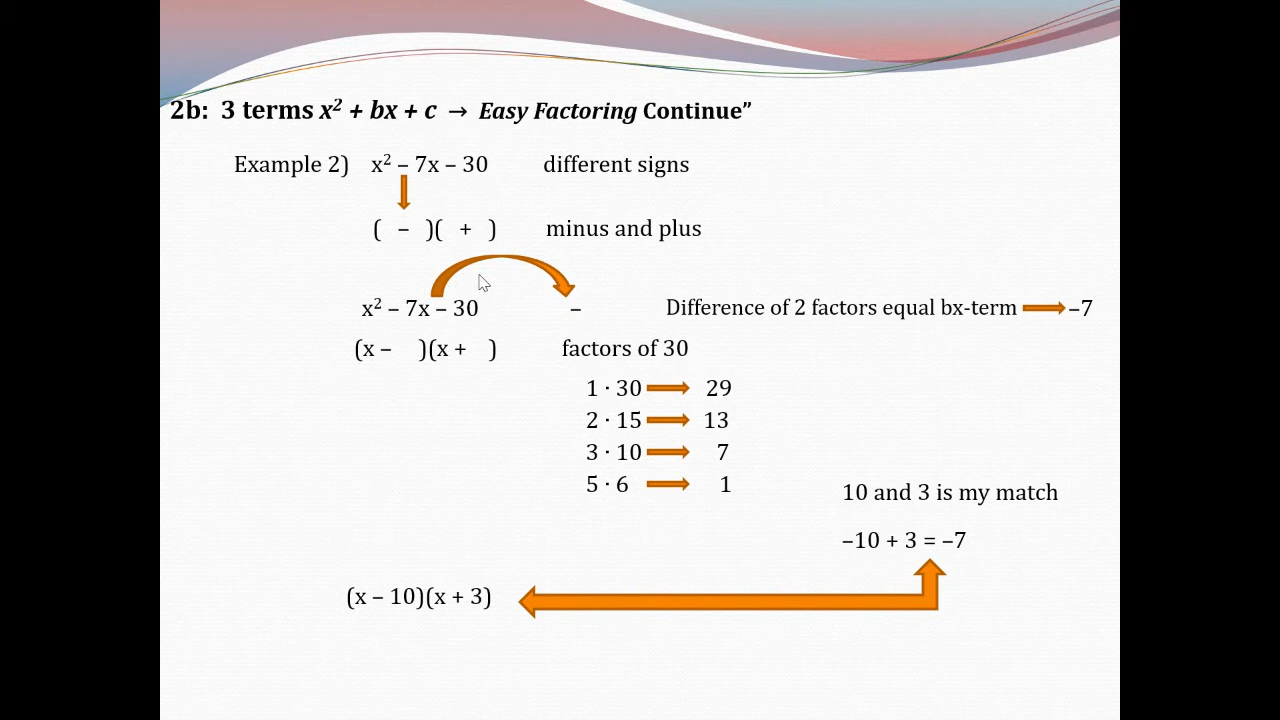 2b: 3 terms x² + bx + c → Easy Factoring Continue”
Example 2) x² – 7x – 30 different signs
( – )( + ) minus and plus
x² – 7x – 30 – Difference of 2 factors equal bx-term –7
(x – )(x + ) factors of 30
1 · 30 29
2 · 15 13
3 · 10 7
5 · 6 1
10 and 3 is my match
–10 + 3 = –7
(x – 10)(x + 3)